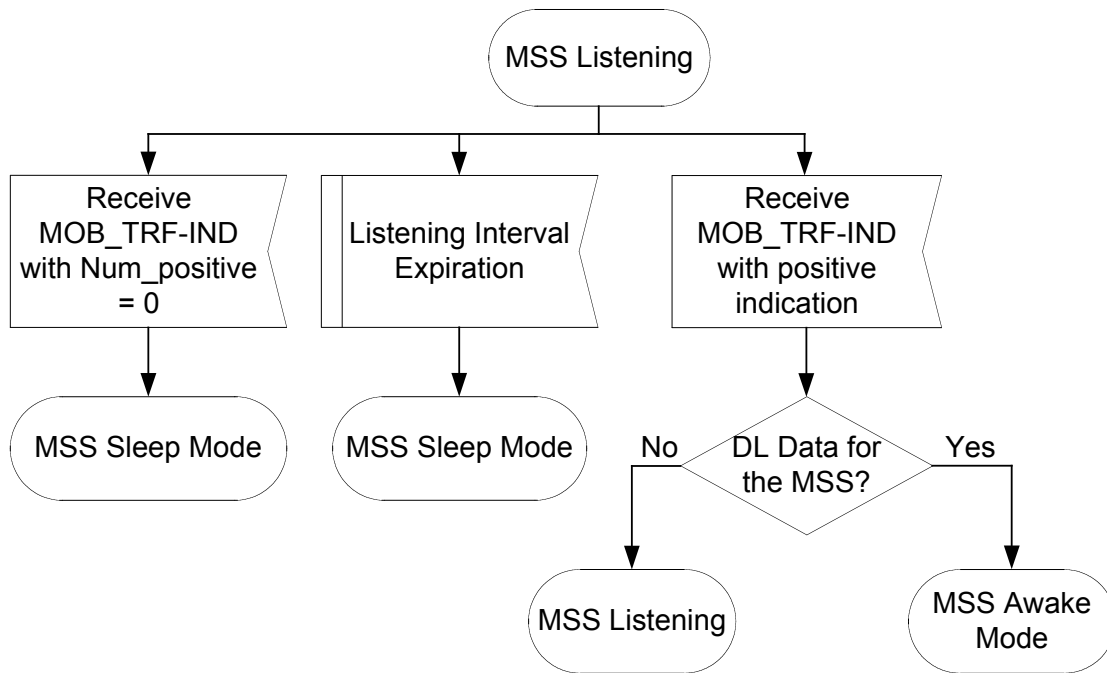 MSS Listening
Receive
MOB_TRF-IND
with Num_positive
= 0
Listening Interval
Expiration
Receive
MOB_TRF-IND
with positive
indication
MSS Sleep Mode
MSS Sleep Mode
No
DL Data for
the MSS?
Yes
MSS Listening
MSS Awake
Mode